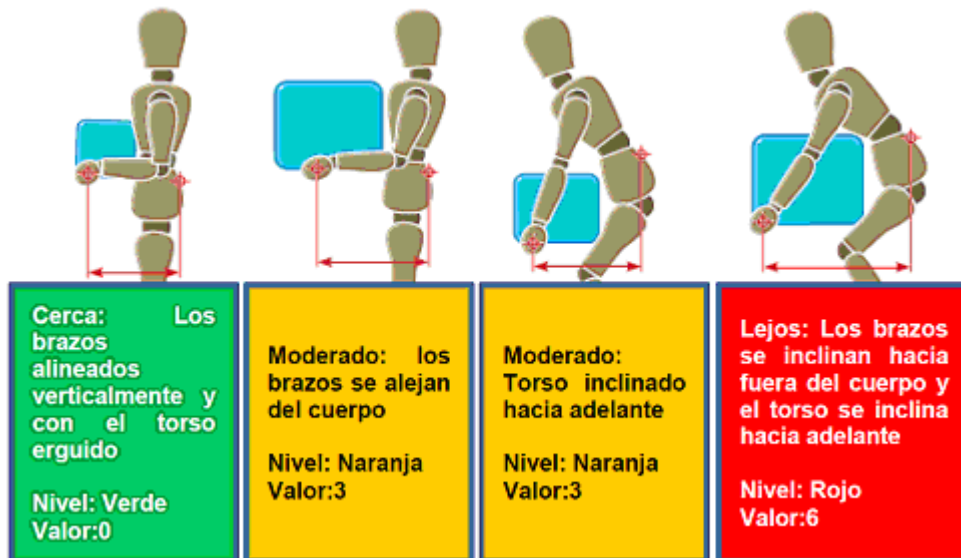 Cerca: Los
brazos
alineados
verticalmente y
con el torso
erguido
Nivel: Verde
Valor:0
Moderado: los
brazos se alejan
del cuerpo
Nivel: Naranja
Valor:3
Moderado:
Torso inclinado
hacia adelante
Nivel: Naranja
Valor:3
Lejos: Los brazos
se inclinan hacia
fuera del cuerpo y
el torso se inclina
hacia adelante
Nivel: Rojo
Valor:6